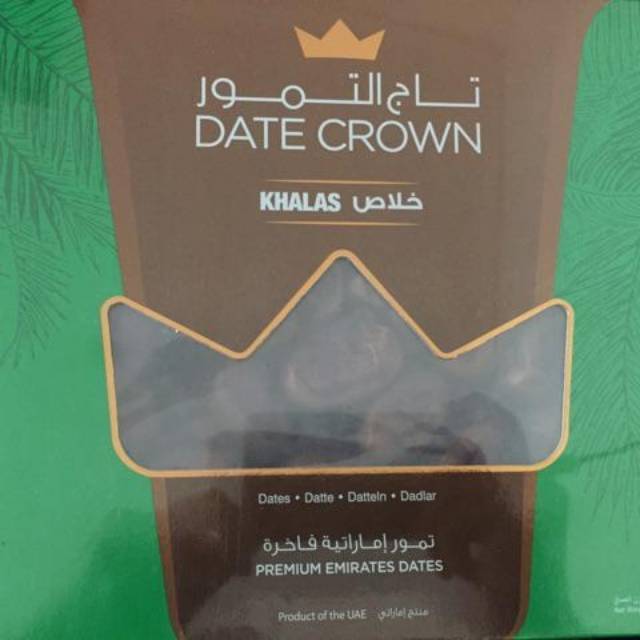 تاج التمور
DATE CROWN
KHALAS خلاص
Dates • Datte • Datteln • Dadlar
تمور إماراتية فاخرة
PREMIUM EMIRATES DATES
Product of the UAE منتج إماراتي